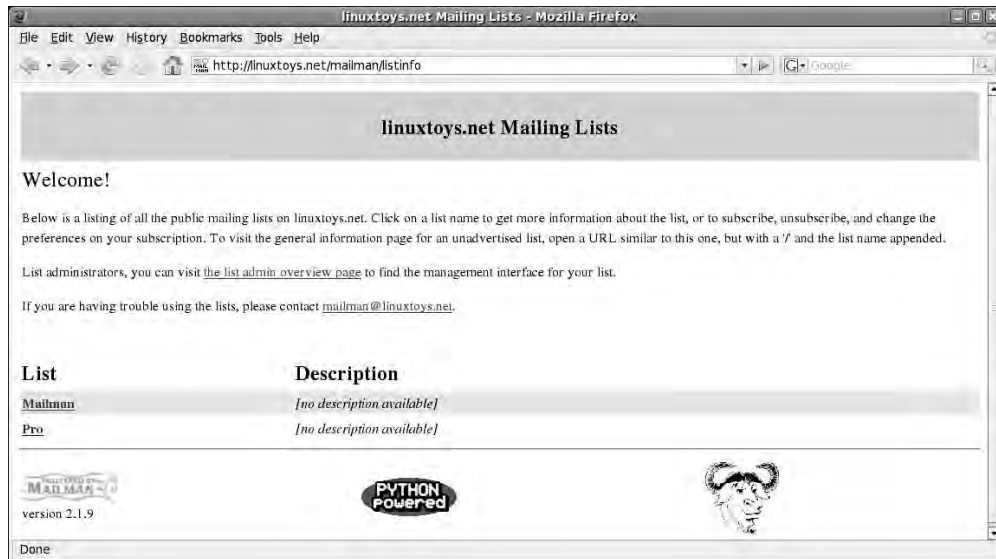 linuxtoys.net Mailing Lists - Mozilla Firefox
File Edit View History Bookmarks Tools Help
http://linuxtoys.net/mailman/listinfo
G Google
linuxtoys.net Mailing Lists
Welcome!
Below is a listing of all the public mailing lists on linuxtoys.net. Click on a list name to get more information about the list, or to subscribe, unsubscribe, and change the
preferences on your subscription. To visit the general information page for an unadvertised list, open a URL similar to this one, but with a '/' and the list name appended.
List administrators, you can visit the list admin overview page to find the management interface for your list.
If you are having trouble using the lists, please contact mailman@linuxtoys.net.
List Description
Mailman [no description available]
Pro [no description available]
MAILMAN
PYTHON
Powered
version 2.1.9
Done